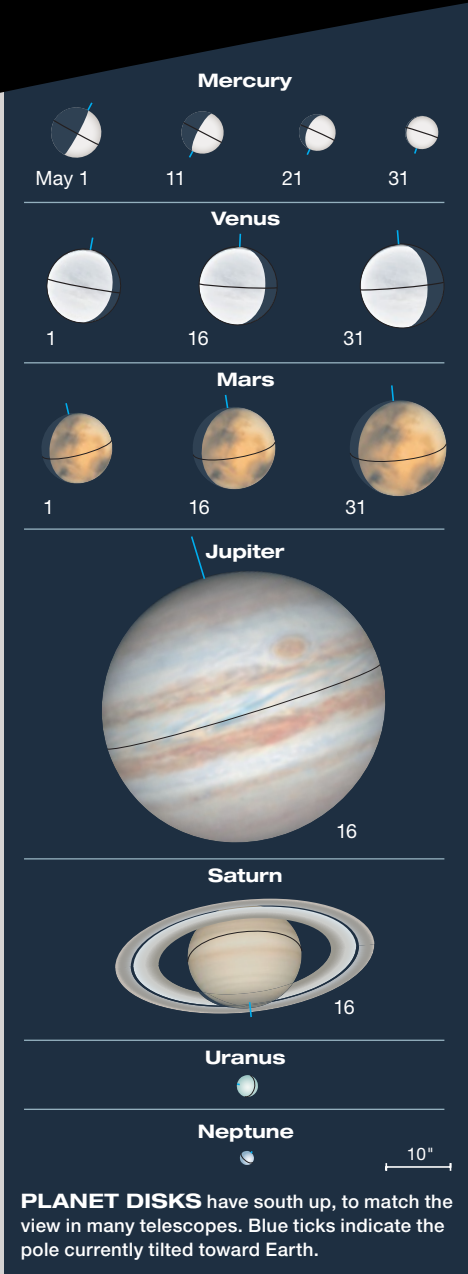 Mercury
May 1 11 21 31
Venus
1 16 31
Mars
1 16 31
Jupiter
16
Saturn
16
Uranus
Neptune
10"
PLANET DISKS have south up, to match the
view in many telescopes. Blue ticks indicate the
pole currently tilted toward Earth.